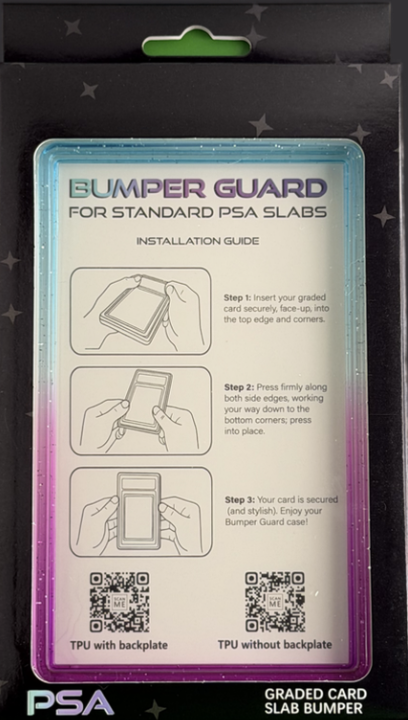 BUMPER GUARD
FOR STANDARD PSA SLABS
INSTALLATION GUIDE
Step 1: Insert your graded
card securely, face-up, into
the top edge and corners.
Step 2: Press firmly along
both side edges, working
your way down to the
bottom corners; press
into place.
Step 3: Your card is secured
(and stylish). Enjoy your
Bumper Guard case!
SCAN
ME
SCAN
ME
TPU with backplate
TPU without backplate
PSA
GRADED CARD
SLAB BUMPER